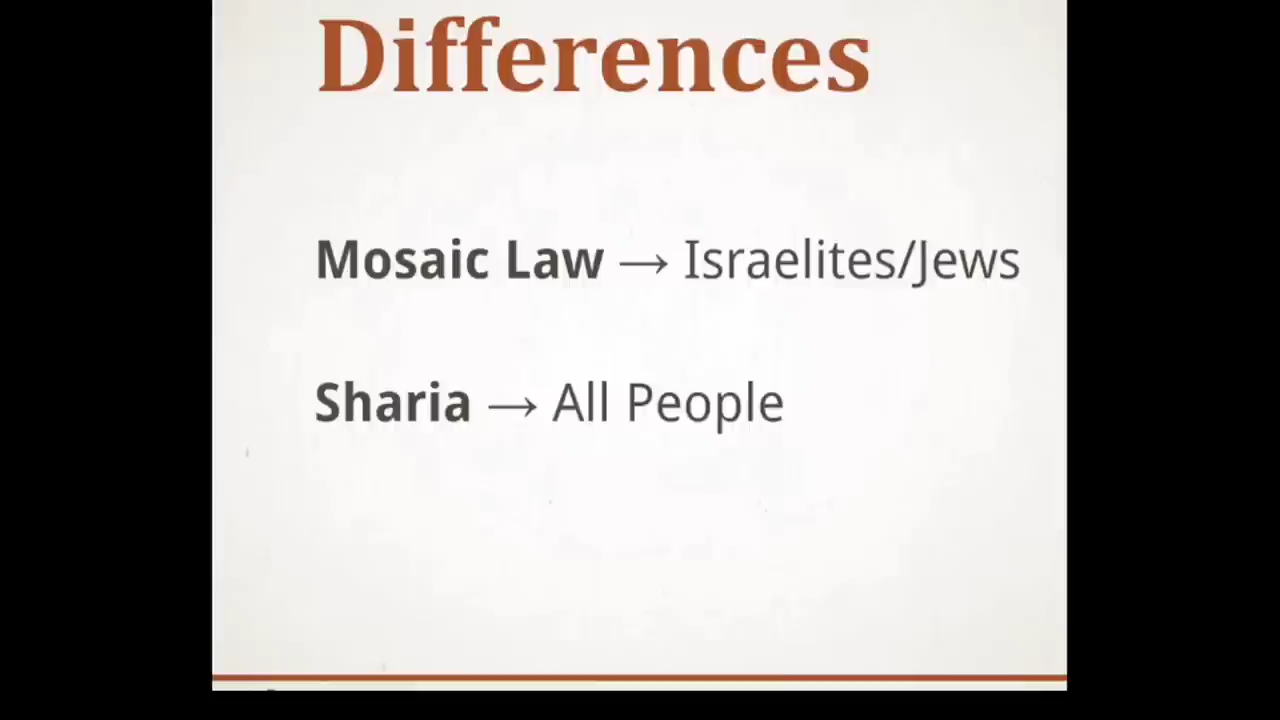 Differences
Mosaic Law → Israelites/Jews
Sharia → All People